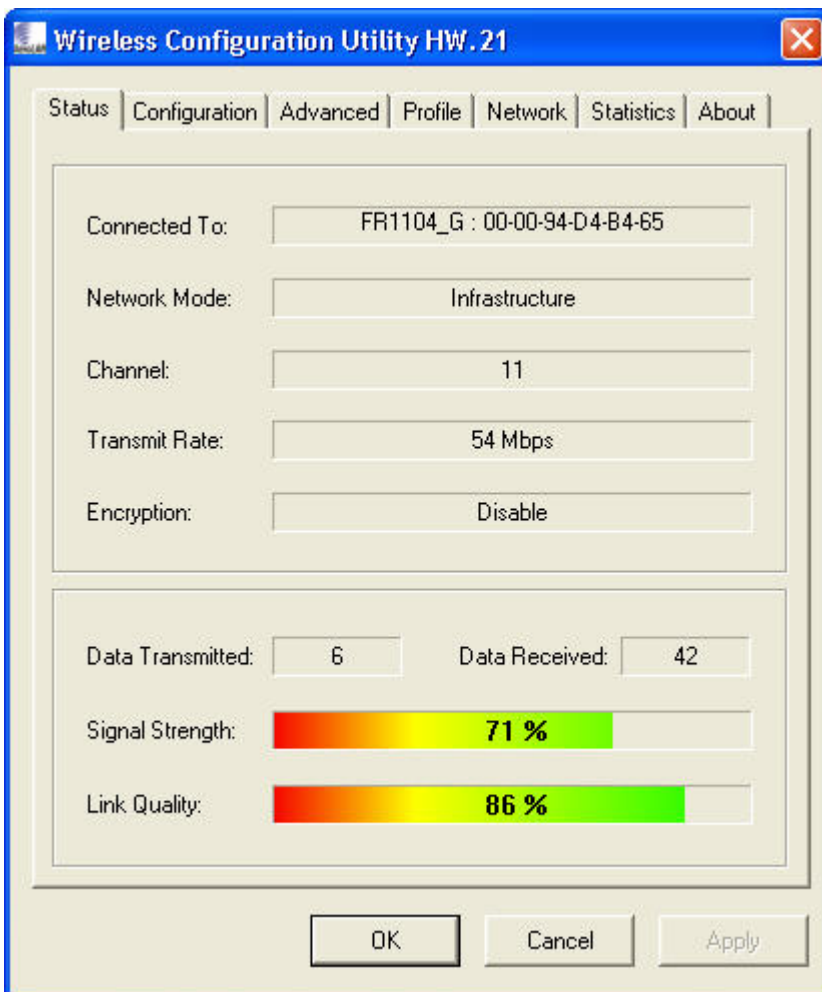 Wireless Configuration Utility HW.21
Status Configuration Advanced Profile Network Statistics About
Connected To: FR1104_G : 00-00-94-D4-B4-65
Network Mode: Infrastructure
Channel: 11
Transmit Rate: 54 Mbps
Encryption: Disable
Data Transmitted: 6 Data Received: 42
Signal Strength: 71 %
Link Quality: 86 %
OK Cancel Apply